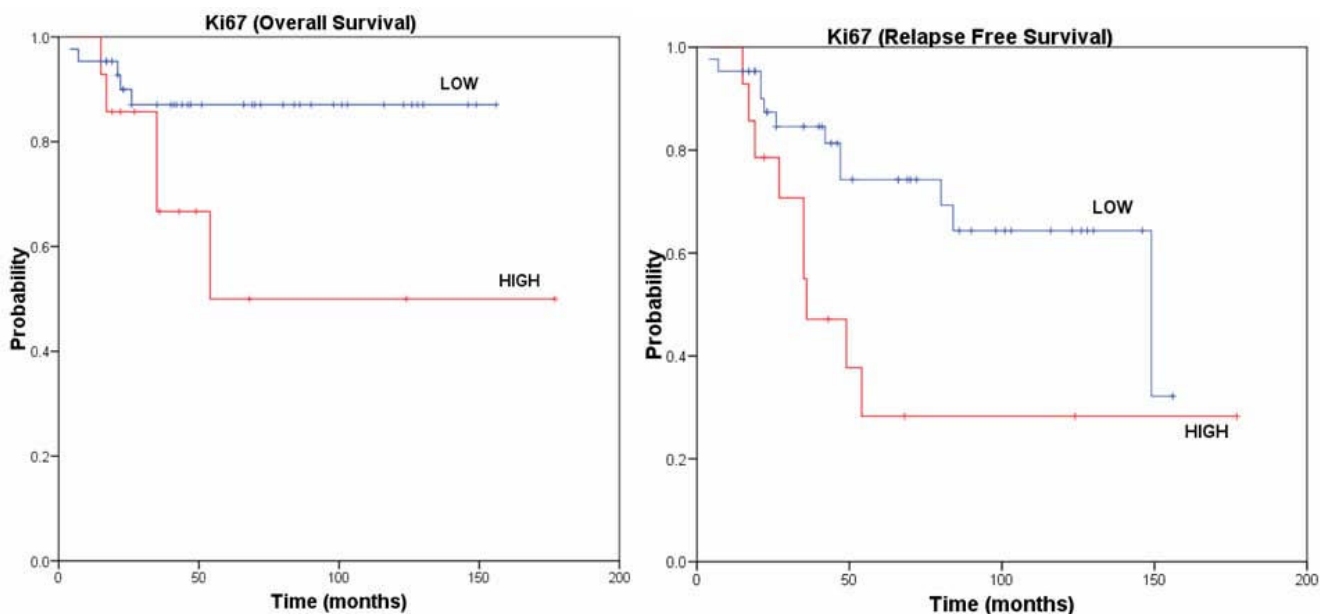 Ki67 (Overall Survival)
1.0
0.8
0.6
0.4
0.2
0.0
Probability
LOW
HIGH
0 50 100 150 200
Time (months)
Ki67 (Relapse Free Survival)
1.0
0.8
0.6
0.4
0.2
0.0
Probability
LOW
HIGH
0 50 100 150 200
Time (months)